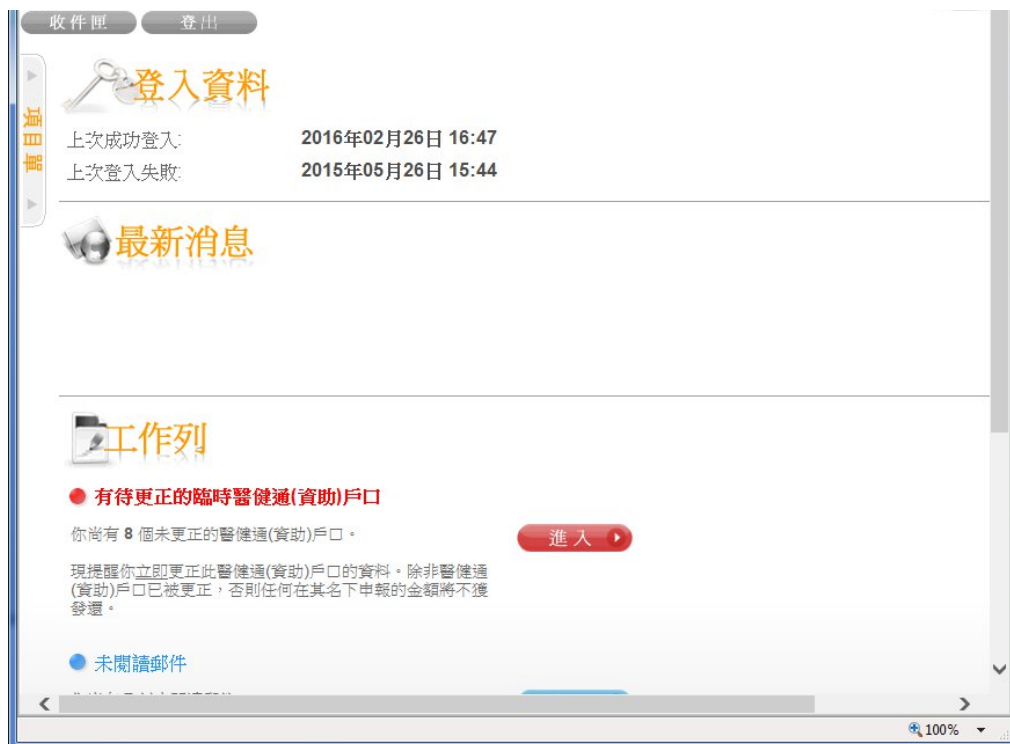 收件匣 登出
項目單
登入資料
上次成功登入: 2016年02月26日 16:47
上次登入失敗: 2015年05月26日 15:44
最新消息
工作列
有待更正的臨時醫健通(資助)戶口
你尚有 8 個未更正的醫健通(資助)戶口。 進入
現提醒你立即更正此醫健通(資助)戶口的資料。除非醫健通
(資助)戶口已被更正，否則任何在其名下申報的金額將不獲
發還。
未閱讀郵件
100%